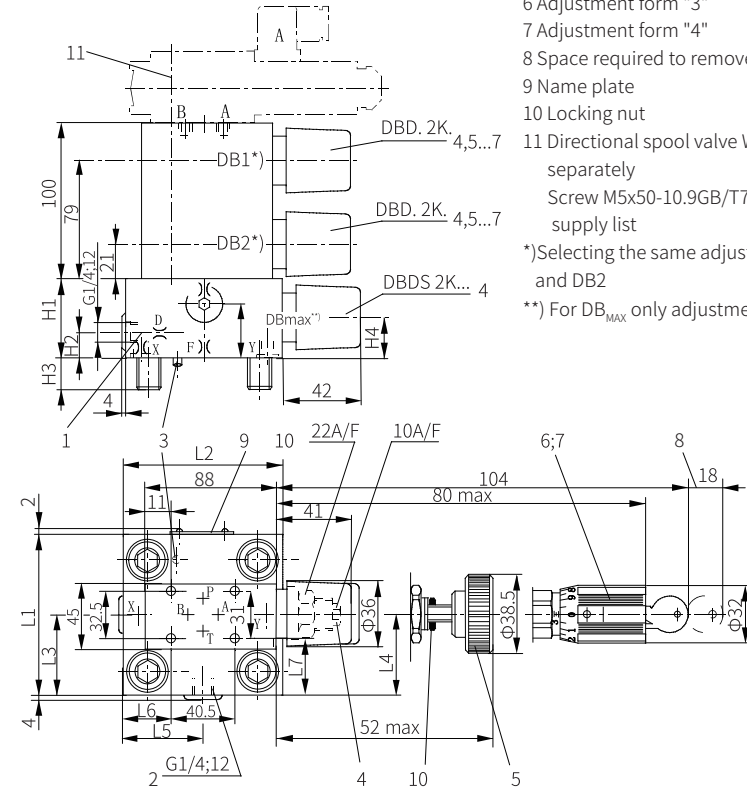 6 Adjustment form "3"
7 Adjustment form "4"
8 Space required to remove
9 Name plate
10 Locking nut
11 Directional spool valve
separately
Screw M5x50-10.9GB/T7
supply list
*)Selecting the same adjust
and DB2
**) For DBMAX only adjustme
A
11
B A
DBD. 2K. 4,5...7
DB1*)
100
79
DBD. 2K. 4,5...7
DB2*)
21
G1/4;12
DBDS 2K... 4
H1
D
DBmax**)
H2
X F Y
H4
H3
4
42
1 3 9 10 22A/F 10A/F 6;7 8
L2
88
104
18
11
80 max
41
2
L1
45
32.5
X B P A T Y
31
Φ36
Φ38.5
Φ32
L3
L7
L4
L6
40.5
L5
4
52 max
G1/4;12
2 4 10 5